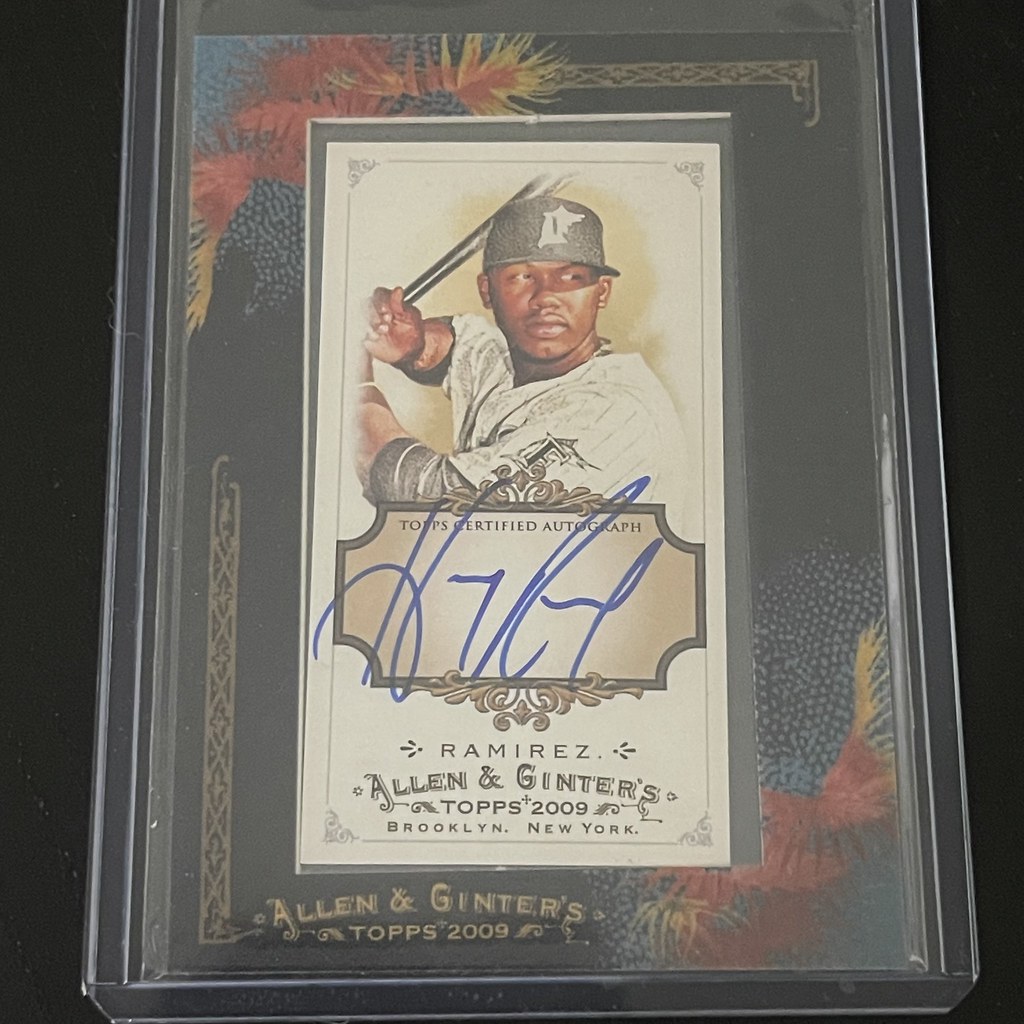 TOPPS CERTIFIED AUTOGRAPH
RAMIREZ.
ALLEN & GINTER'S
TOPPS 2009
BROOKLYN. NEW YORK.
ALLEN & GINTER'S
TOPPS 2009